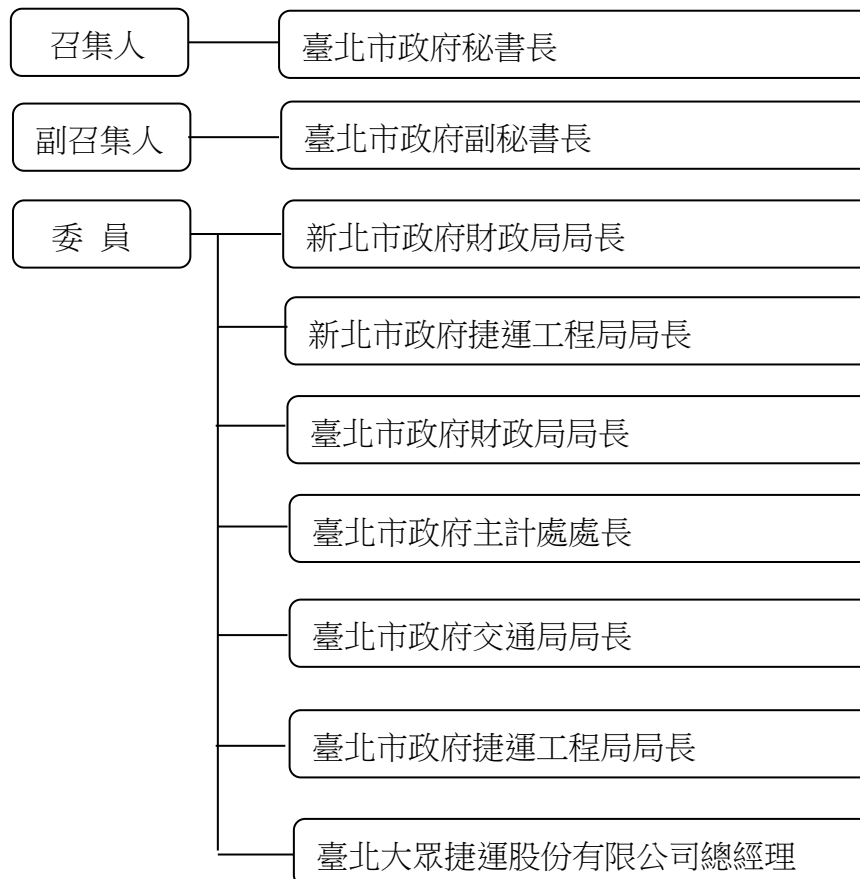 召集人 臺北市政府秘書長
副召集人 臺北市政府副秘書長
委 員 新北市政府財政局局長
新北市政府捷運工程局局長
臺北市政府財政局局長
臺北市政府主計處處長
臺北市政府交通局局長
臺北市政府捷運工程局局長
臺北大眾捷運股份有限公司總經理